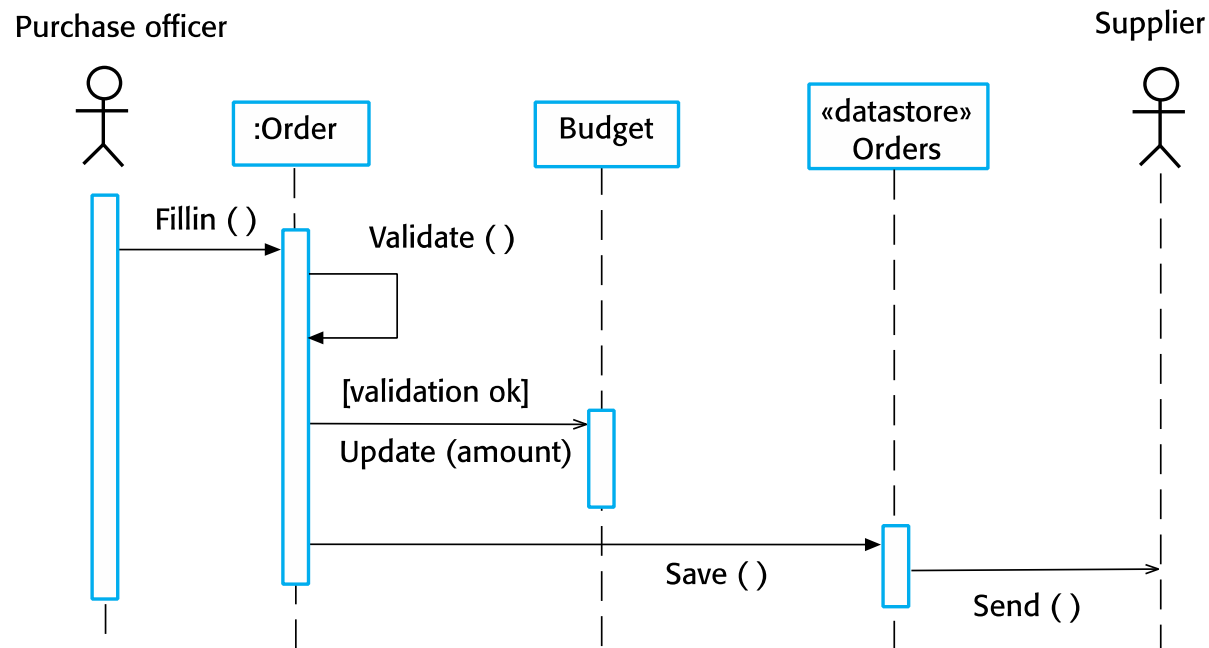 Purchase officer
Supplier
:Order
Budget
«datastore»
Orders
Fillin ( )
Validate ( )
[validation ok]
Update (amount)
Save ( )
Send ( )